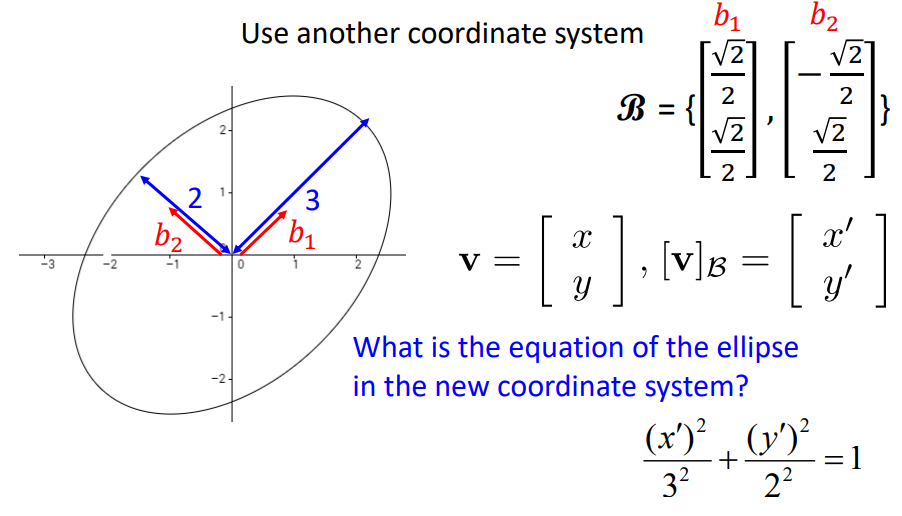 Use another coordinate system
b₁ b₂
ℬ = { [√2/2, √2/2], [−√2/2, √2/2] }
2
1
-1
-2
-3 -2 -1 0 1 2
2 3
b₂ b₁
v = [x y] , [v]ℬ = [x′ y′]
What is the equation of the ellipse
in the new coordinate system?
(x′)²/3² + (y′)²/2² = 1